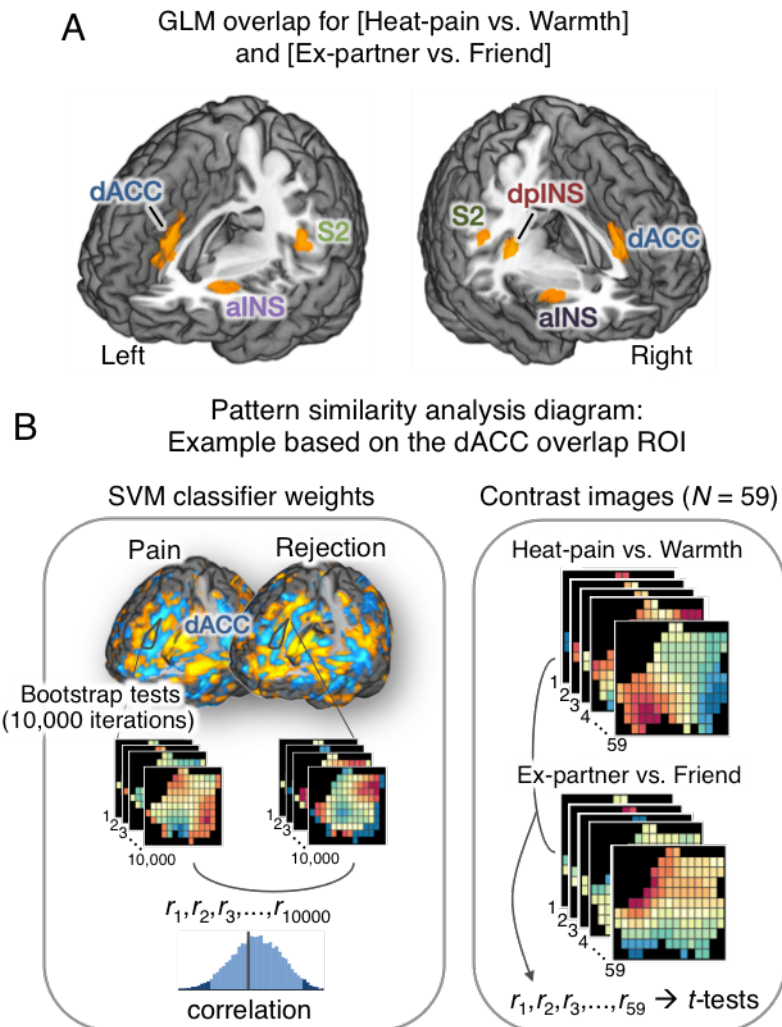 A
GLM overlap for [Heat-pain vs. Warmth]
and [Ex-partner vs. Friend]
dACC
S2
aINS
Left
dpINS
S2
dACC
aINS
Right
B
Pattern similarity analysis diagram:
Example based on the dACC overlap ROI
SVM classifier weights
Pain
Rejection
dACC
Bootstrap tests
(10,000 iterations)
1
2
3
...
10,000
1
2
3
...
10,000
r1,r2,r3,...,r10000
correlation
Contrast images (N = 59)
Heat-pain vs. Warmth
1
2
3
4
...
59
Ex-partner vs. Friend
1
2
3
4
...
59
r1,r2,r3,...,r59 → t-tests